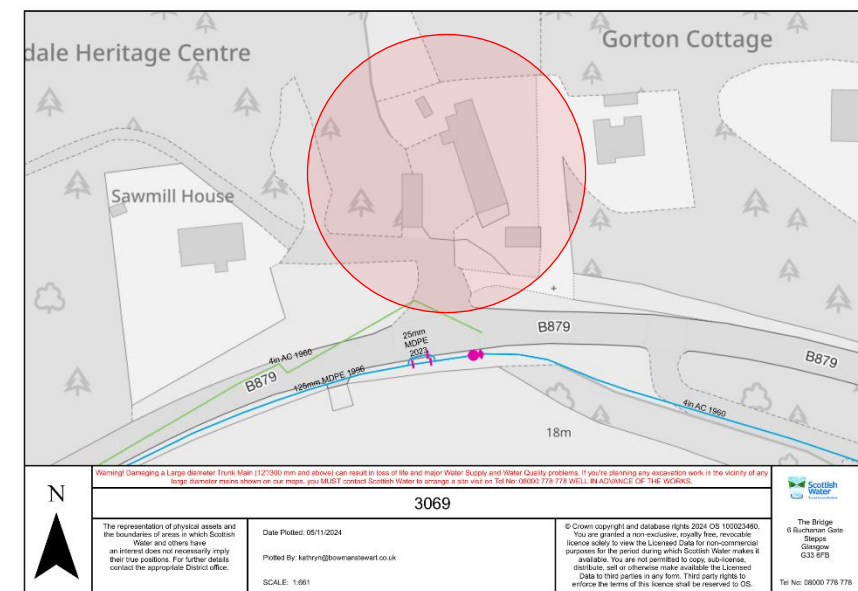 dale Heritage Centre
Gorton Cottage
Sawmill House
25mm
MDPE
2023
B879
4in AC 1960
B879
B879
125mm MDPE 1996
4in AC 1960
18m
Warning! Damaging a Large diameter Trunk Main (12"/300 mm and above) can result in loss of life and major Water Supply and Water Quality problems. If you're planning any excavation work in the vicinity of any
large diameter mains shown on our maps, you MUST contact Scottish Water to arrange a site visit on Tel No: 08000 778 778 WELL IN ADVANCE OF THE WORKS.
N
3069
The representation of physical assets and
the boundaries of areas in which Scottish
Water and others have
an interest does not necessarily imply
their true positions. For further details
contact the appropriate District office.
Date Plotted: 05/11/2024
Plotted By: kathryn@bowmanstewart.co.uk
SCALE: 1:661
© Crown copyright and database rights 2024 OS 100023460.
You are granted a non-exclusive, royalty free, revocable
licence solely to view the Licensed Data for non-commercial
purposes for the period during which Scottish Water makes it
available. You are not permitted to copy, sub-license,
distribute, sell or otherwise make available the Licensed
Data to third parties in any form. Third party rights to
enforce the terms of this licence shall be reserved to OS.
Scottish
Water
The Bridge
6 Buchanan Gate
Stepps
Glasgow
G33 6FB
Tel No: 08000 778 778